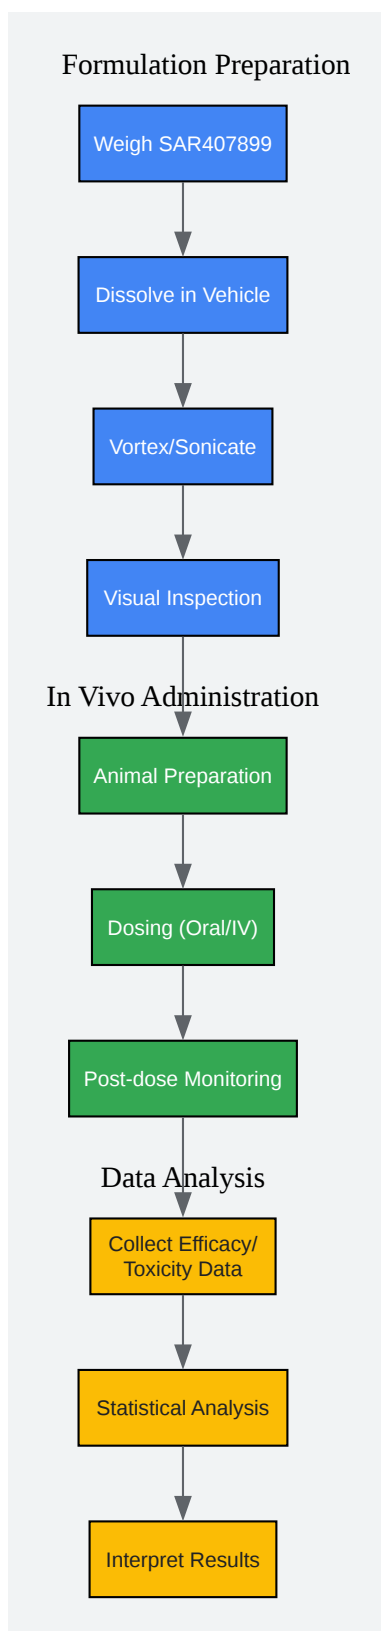 Formulation Preparation
Weigh SAR407899
Dissolve in Vehicle
Vortex/Sonicate
Visual Inspection
In Vivo Administration
Animal Preparation
Dosing (Oral/IV)
Post-dose Monitoring
Data Analysis
Collect Efficacy/
Toxicity Data
Statistical Analysis
Interpret Results